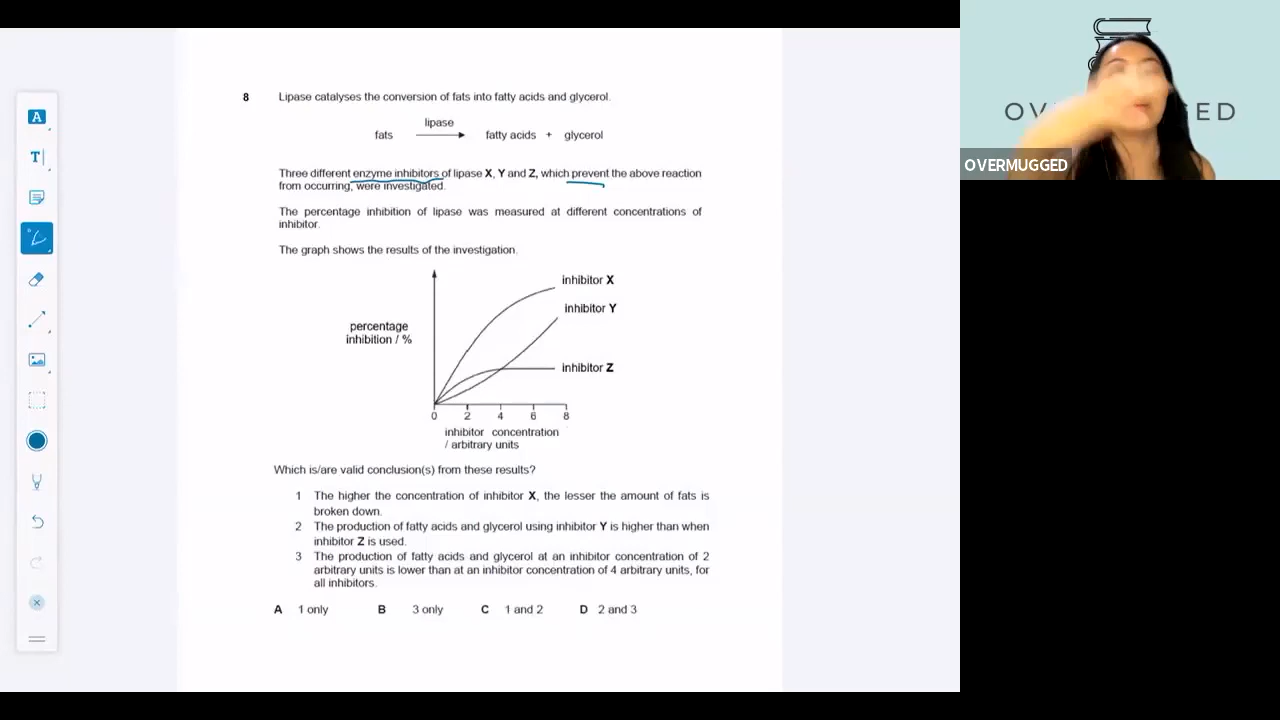 8 Lipase catalyses the conversion of fats into fatty acids and glycerol.
lipase
fats fatty acids + glycerol
Three different enzyme inhibitors of lipase X, Y and Z, which prevent the above reaction
from occurring, were investigated.
The percentage inhibition of lipase was measured at different concentrations of
inhibitor.
The graph shows the results of the investigation.
inhibitor X
inhibitor Y
percentage
inhibition / %
inhibitor Z
0 2 4 6 8
inhibitor concentration
/ arbitrary units
Which is/are valid conclusion(s) from these results?
1 The higher the concentration of inhibitor X, the lesser the amount of fats is
broken down.
2 The production of fatty acids and glycerol using inhibitor Y is higher than when
inhibitor Z is used.
3 The production of fatty acids and glycerol at an inhibitor concentration of 2
arbitrary units is lower than at an inhibitor concentration of 4 arbitrary units, for
all inhibitors.
A 1 only B 3 only C 1 and 2 D 2 and 3
A
T
OV GED
OVERMUGGED